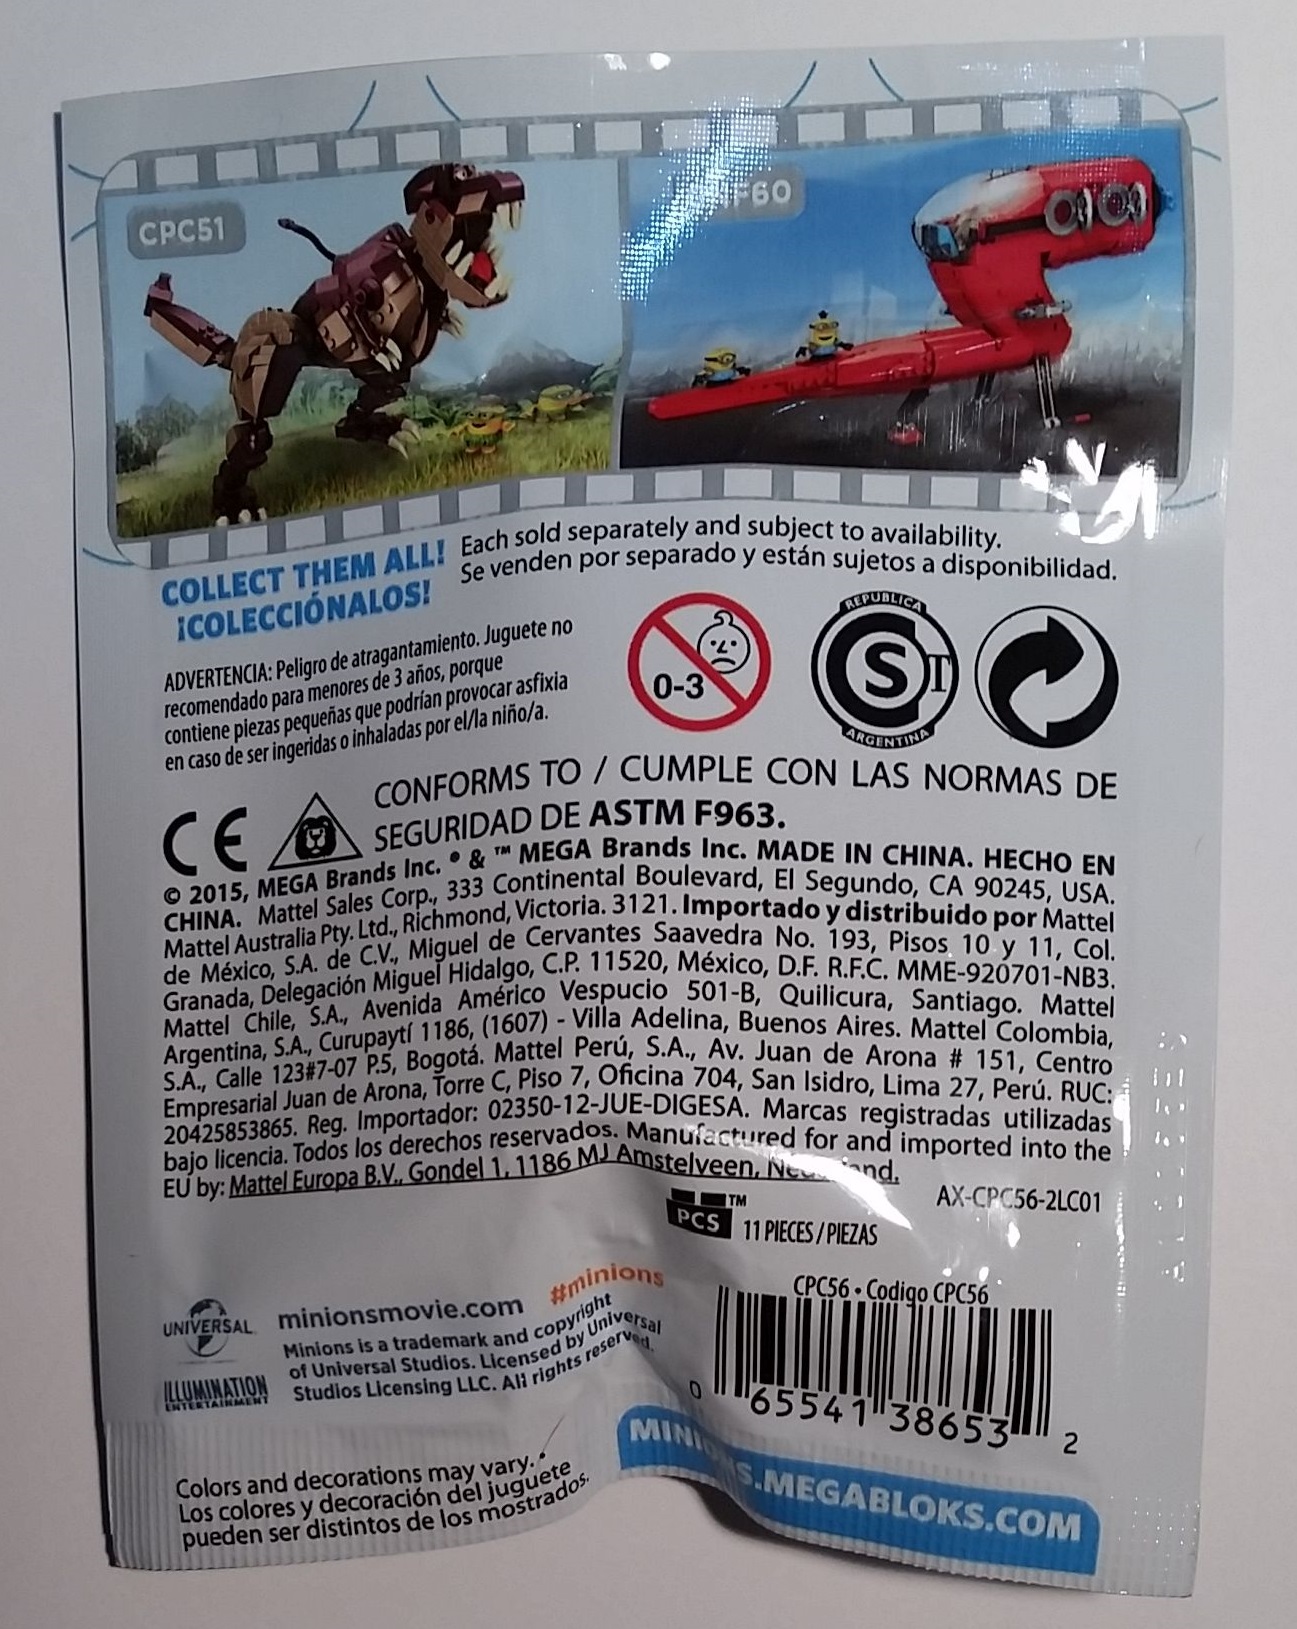 CPC51
F60
COLLECT THEM ALL!
¡COLECCIÓNALOS!
Each sold separately and subject to availability.
Se venden por separado y están sujetos a disponibilidad.
ADVERTENCIA: Peligro de atragantamiento. Juguete no
recomendado para menores de 3 años, porque
contiene piezas pequeñas que podrían provocar asfixia
en caso de ser ingeridas o inhaladas por el/la niño/a.
0-3
REPUBLICA
S T
ARGENTINA
CE
CONFORMS TO / CUMPLE CON LAS NORMAS DE
SEGURIDAD DE ASTM F963.
© 2015, MEGA Brands Inc. ® & ™ MEGA Brands Inc. MADE IN CHINA. HECHO EN
CHINA. Mattel Sales Corp., 333 Continental Boulevard, El Segundo, CA 90245, USA.
Mattel Australia Pty. Ltd., Richmond, Victoria. 3121. Importado y distribuido por Mattel
de México, S.A. de C.V., Miguel de Cervantes Saavedra No. 193, Pisos 10 y 11, Col.
Granada, Delegación Miguel Hidalgo, C.P. 11520, México, D.F. R.F.C. MME-920701-NB3.
Mattel Chile, S.A., Avenida Américo Vespucio 501-B, Quilicura, Santiago. Mattel
Argentina, S.A., Curupaytí 1186, (1607) - Villa Adelina, Buenos Aires. Mattel Colombia,
S.A., Calle 123#7-07 P.5, Bogotá. Mattel Perú, S.A., Av. Juan de Arona # 151, Centro
Empresarial Juan de Arona, Torre C, Piso 7, Oficina 704, San Isidro, Lima 27, Perú. RUC:
20425853865. Reg. Importador: 02350-12-JUE-DIGESA. Marcas registradas utilizadas
bajo licencia. Todos los derechos reservados. Manufactured for and imported into the
EU by: Mattel Europa B.V., Gondel 1, 1186 MJ Amstelveen,
AX-CPC56-2LC01
PCS ™ 11 PIECES / PIEZAS
CPC56 • Codigo CPC56
0 65541 38653 2
UNIVERSAL
ILLUMINATION
ENTERTAINMENT
minionsmovie.com #minions
Minions is a trademark and copyright
of Universal Studios. Licensed by Universal
Studios Licensing LLC. All rights reserved.
Colors and decorations may vary.
Los colores y decoración del juguete
pueden ser distintos de los mostrados.
S.MEGABLOKS.COM